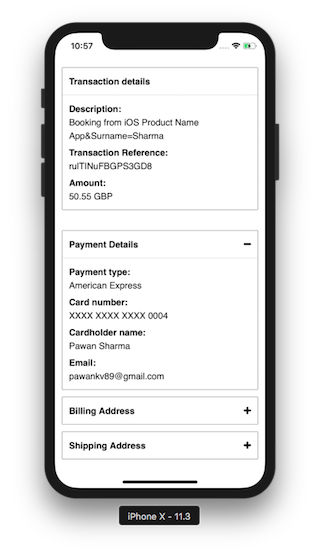 10:57
Transaction details
Description:
Booking from iOS Product Name
App&Surname=Sharma
Transaction Reference:
rulTINuFBGPS3GD8
Amount:
50.55 GBP
Payment Details
Payment type:
American Express
Card number:
XXXX XXXX XXXX 0004
Cardholder name:
Pawan Sharma
Email:
pawankv89@gmail.com
Billing Address
Shipping Address
iPhone X - 11.3